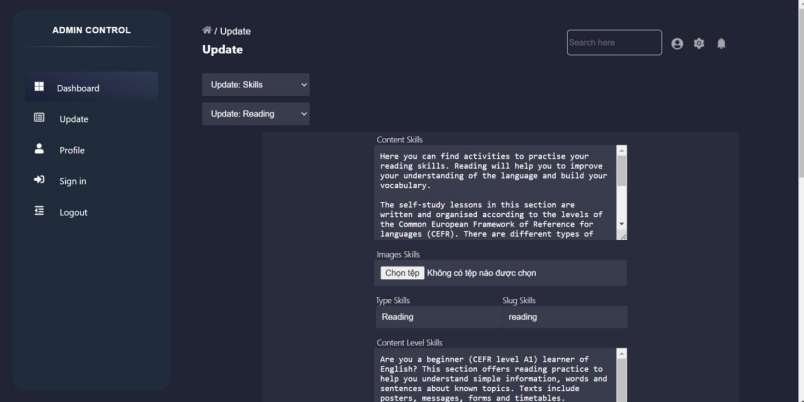 ADMIN CONTROL
Dashboard
Update
Profile
Sign in
Logout
/ Update
Update
Search here
Update: Skills
Update: Reading
Content Skills
Here you can find activities to practise your
reading skills. Reading will help you to improve
your understanding of the language and build your
vocabulary.
The self-study lessons in this section are
written and organised according to the levels of
the Common European Framework of Reference for
languages (CEFR). There are different types of
Images Skills
Chọn tệp Không có tệp nào được chọn
Type Skills Slug Skills
Reading reading
Content Level Skills
Are you a beginner (CEFR level A1) learner of
English? This section offers reading practice to
help you understand simple information, words and
sentences about known topics. Texts include
posters, messages, forms and timetables.